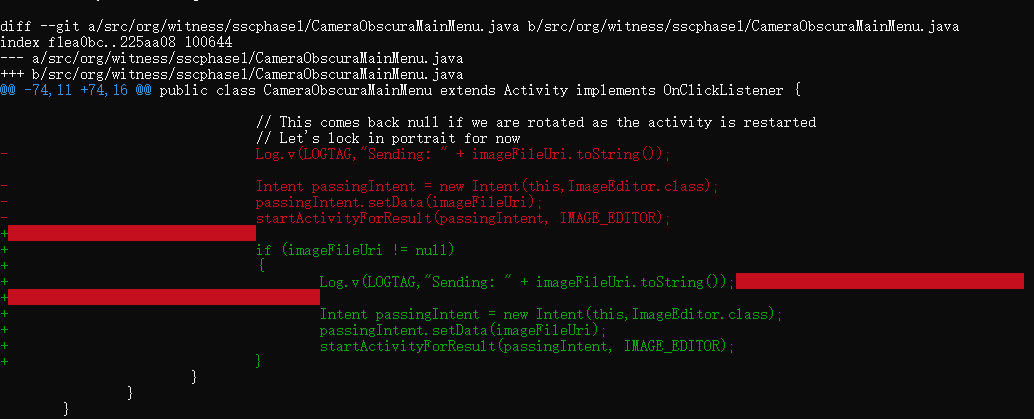 diff --git a/src/org/witness/sscphase1/CameraObscuraMainMenu.java b/src/org/witness/sscphase1/CameraObscuraMainMenu.java
index f1ea0bc..225aa08 100644
--- a/src/org/witness/sscphase1/CameraObscuraMainMenu.java
+++ b/src/org/witness/sscphase1/CameraObscuraMainMenu.java
@@ -74,11 +74,16 @@ public class CameraObscuraMainMenu extends Activity implements OnClickListener {
// This comes back null if we are rotated as the activity is restarted
// Let's lock in portrait for now
- Log.v(LOGTAG,"Sending: " + imageFileUri.toString());
- Intent passingIntent = new Intent(this,ImageEditor.class);
- passingIntent.setData(imageFileUri);
- startActivityForResult(passingIntent, IMAGE_EDITOR);
+
+ if (imageFileUri != null)
+ {
+ Log.v(LOGTAG,"Sending: " + imageFileUri.toString());
+
+ Intent passingIntent = new Intent(this,ImageEditor.class);
+ passingIntent.setData(imageFileUri);
+ startActivityForResult(passingIntent, IMAGE_EDITOR);
+ }
}
}
}